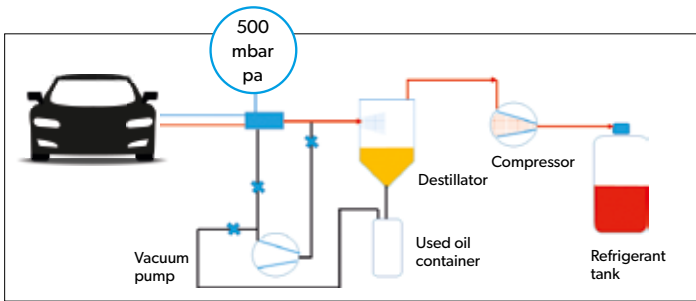 500
mbar
pa
Compressor
Destillator
Used oil
container
Vacuum
pump
Refrigerant
tank